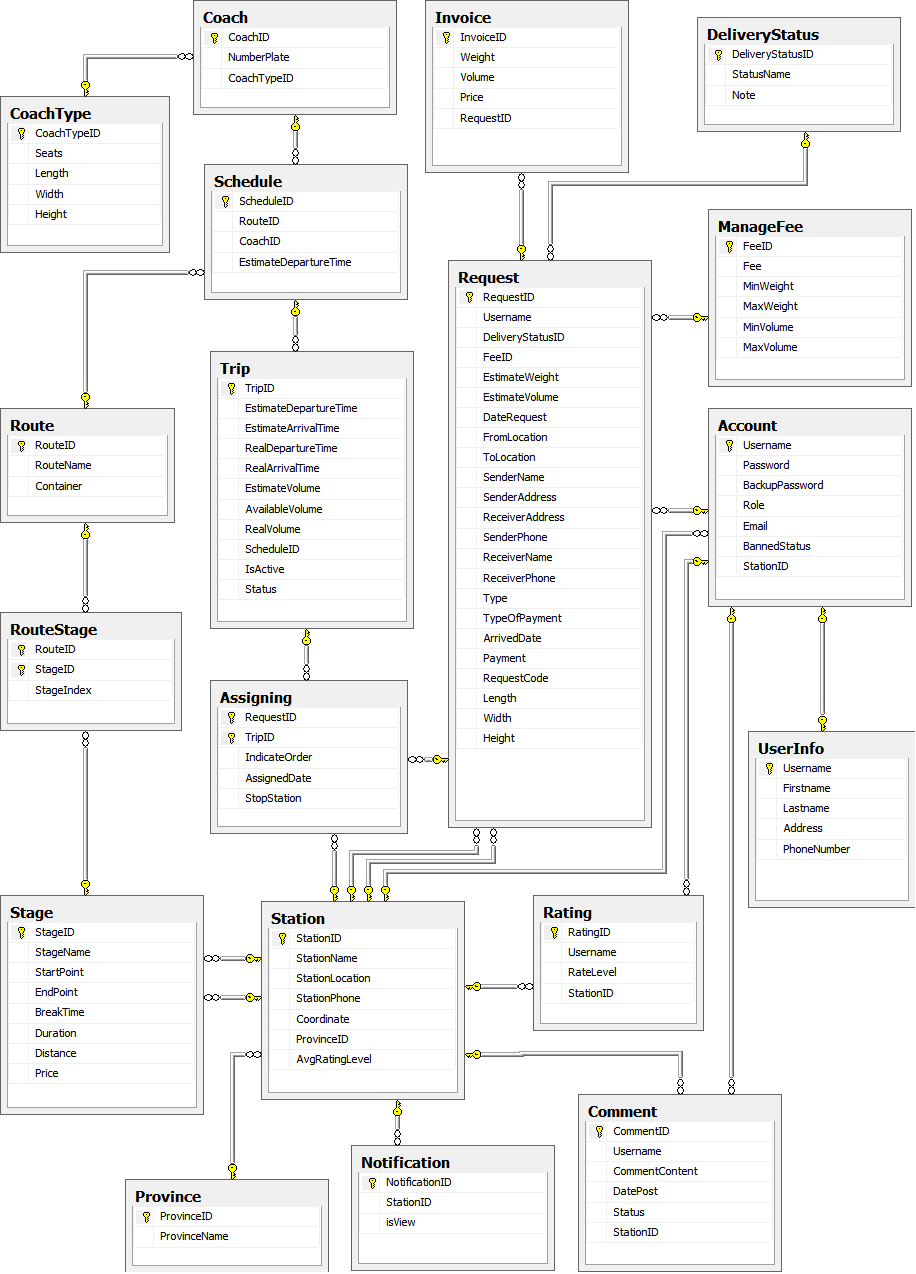 Coach
CoachID
NumberPlate
CoachTypeID
Invoice
InvoiceID
Weight
Volume
Price
RequestID
DeliveryStatus
DeliveryStatusID
StatusName
Note
CoachType
CoachTypeID
Seats
Length
Width
Height
Schedule
ScheduleID
RouteID
CoachID
EstimateDepartureTime
ManageFee
FeeID
Fee
MinWeight
MaxWeight
MinVolume
MaxVolume
Request
RequestID
Username
DeliveryStatusID
FeeID
EstimateWeight
EstimateVolume
DateRequest
FromLocation
ToLocation
SenderName
SenderAddress
ReceiverAddress
SenderPhone
ReceiverName
ReceiverPhone
Type
TypeOfPayment
ArrivedDate
Payment
RequestCode
Length
Width
Height
Trip
TripID
EstimateDepartureTime
EstimateArrivalTime
RealDepartureTime
RealArrivalTime
EstimateVolume
AvailableVolume
RealVolume
ScheduleID
IsActive
Status
Route
RouteID
RouteName
Container
Account
Username
Password
BackupPassword
Role
Email
BannedStatus
StationID
RouteStage
RouteID
StageID
StageIndex
Assigning
RequestID
TripID
IndicateOrder
AssignedDate
StopStation
UserInfo
Username
Firstname
Lastname
Address
PhoneNumber
Stage
StageID
StageName
StartPoint
EndPoint
BreakTime
Duration
Distance
Price
Station
StationID
StationName
StationLocation
StationPhone
Coordinate
ProvinceID
AvgRatingLevel
Rating
RatingID
Username
RateLevel
StationID
Comment
CommentID
Username
CommentContent
DatePost
Status
StationID
Notification
NotificationID
StationID
isView
Province
ProvinceID
ProvinceName